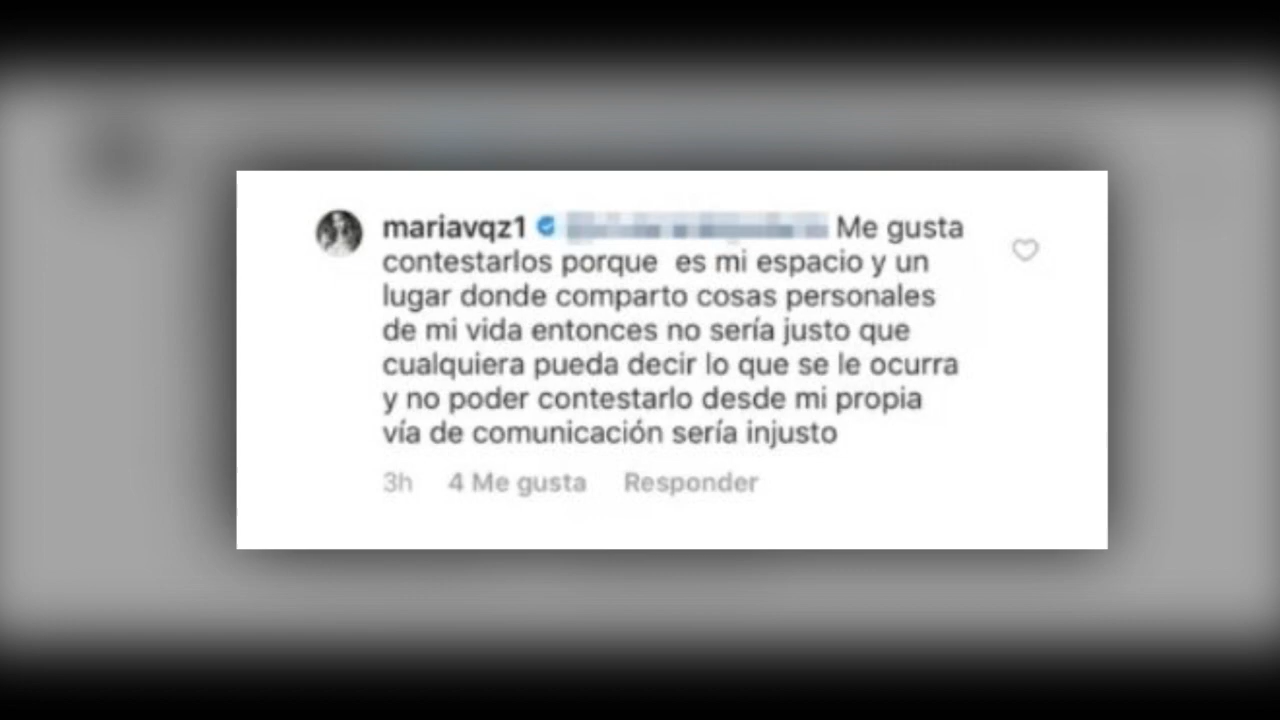 mariavqz1 Me gusta
contestarlos porque  es mi espacio y un
lugar donde comparto cosas personales
de mi vida entonces no sería justo que
cualquiera pueda decir lo que se le ocurra
y no poder contestarlo desde mi propia
vía de comunicación sería injusto
3h 4 Me gusta Responder